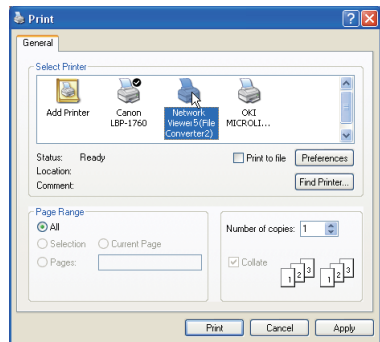 Print
General
Select Printer
Add Printer
Canon
LBP-1760
Network
Viewer5(File
Converter2)
OKI
MICROLI...
Status: Ready
Location:
Comment:
Print to file
Preferences
Find Printer...
Page Range
All
Selection Current Page
Pages:
Number of copies: 1
Collate
1 1 2 2 3 3
Print Cancel Apply